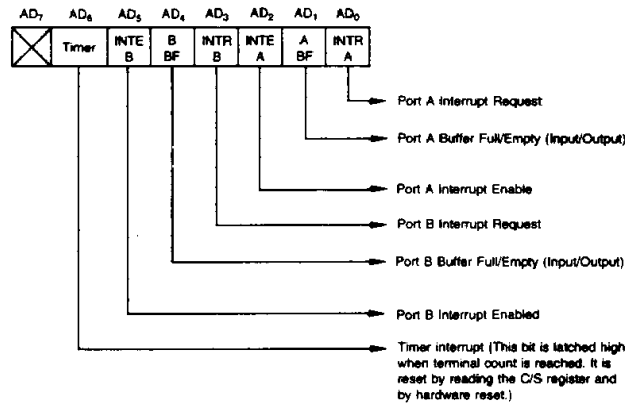 AD₇ AD₆ AD₅ AD₄ AD₃ AD₂ AD₁ AD₀
Timer INTE B B BF INTR B INTE A A BF INTR A
Port A Interrupt Request
Port A Buffer Full/Empty (Input/Output)
Port A Interrupt Enable
Port B Interrupt Request
Port B Buffer Full/Empty (Input/Output)
Port B Interrupt Enabled
Timer interrupt (This bit is latched high
when terminal count is reached. It is
reset by reading the C/S register and
by hardware reset.)